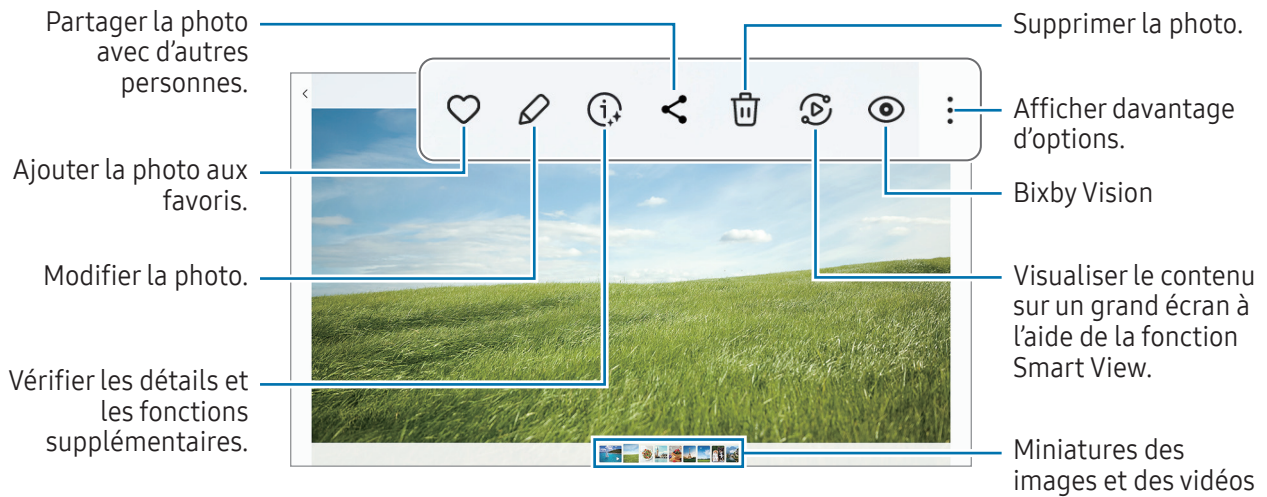 Partager la photo
avec d'autres
personnes.
Ajouter la photo aux
favoris.
Modifier la photo.
Vérifier les détails et
les fonctions
supplémentaires.
Supprimer la photo.
Afficher davantage
d'options.
Bixby Vision
Visualiser le contenu
sur un grand écran à
l'aide de la fonction
Smart View.
Miniatures des
images et des vidéos